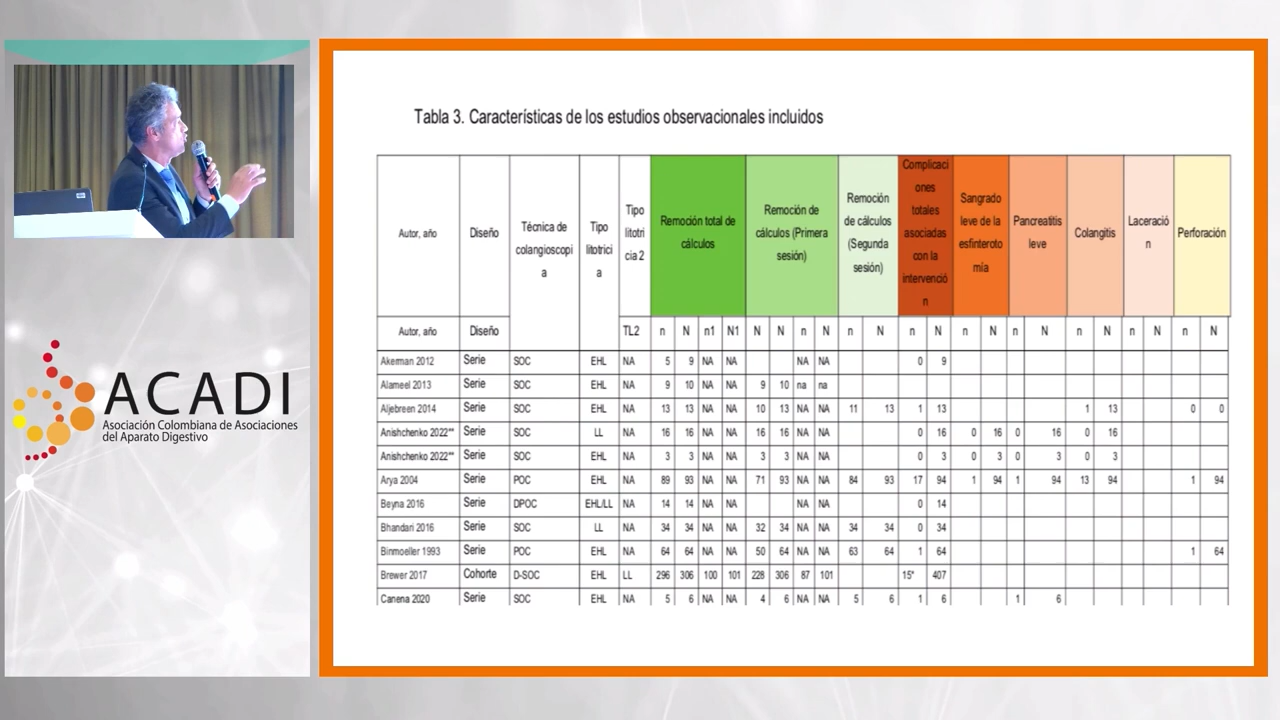 Tabla 3. Características de los estudios observacionales incluidos
Autor, año Diseño Técnica de colangioscopia Tipo litotricia Tipo litotricia 2 Remoción total de cálculos Remoción de cálculos (Primera sesión) Remoción de cálculos (Segunda sesión) Complicaciones totales asociadas con la intervención Sangrado leve de la esfinterotomía Pancreatitis leve Colangitis Laceración Perforación
Autor, año Diseño TL2 n N n1 N1 N N n N n N n N n N n N n N n N n N
Akerman 2012 Serie SOC EHL NA 5 9 NA NA NA NA 0 9
Alameel 2013 Serie SOC EHL NA 9 10 NA NA 9 10 na na
Aljebreen 2014 Serie SOC EHL NA 13 13 NA NA 10 13 NA NA 11 13 1 13 1 13 0 0
Anishchenko 2022** Serie SOC LL NA 16 16 NA NA 16 16 NA NA 0 16 0 16 0 16 0 16
Anishchenko 2022** Serie SOC EHL NA 3 3 NA NA 3 3 NA NA 0 3 0 3 0 3 0 3
Arya 2004 Serie POC EHL NA 89 93 NA NA 71 93 NA NA 84 93 17 94 1 94 1 94 13 94 1 94
Beyna 2016 Serie DPOC EHL/LL NA 14 14 NA NA NA NA 0 14
Bhandari 2016 Serie SOC LL NA 34 34 NA NA 32 34 NA NA 34 34 0 34
Binmoeller 1993 Serie POC EHL NA 64 64 NA NA 50 64 NA NA 63 64 1 64 1 64
Brewer 2017 Cohorte D-SOC EHL LL 296 306 100 101 228 306 87 101 15* 407
Canena 2020 Serie SOC EHL NA 5 6 NA NA 4 6 NA NA 5 6 1 6 1 6
ACADI
Asociación Colombiana de Asociaciones
del Aparato Digestivo